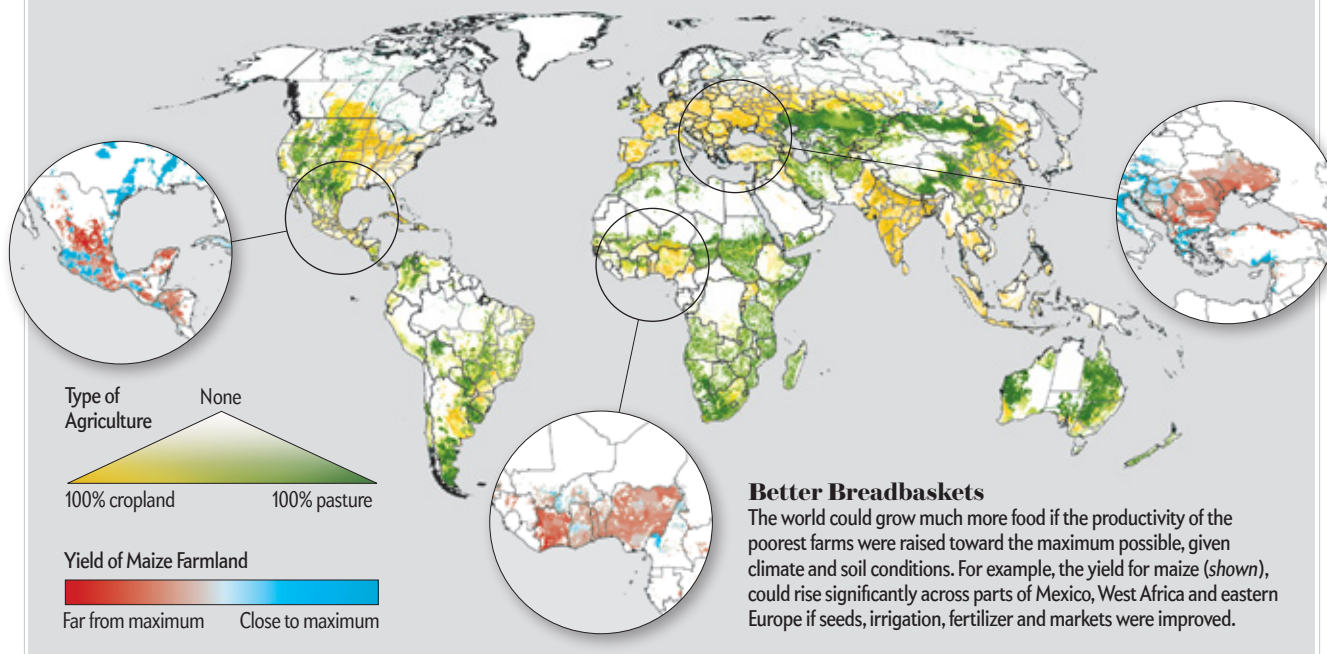 Type of
Agriculture
None
100% cropland
100% pasture
Yield of Maize Farmland
Far from maximum
Close to maximum
Better Breadbaskets
The world could grow much more food if the productivity of the
poorest farms were raised toward the maximum possible, given
climate and soil conditions. For example, the yield for maize (shown),
could rise significantly across parts of Mexico, West Africa and eastern
Europe if seeds, irrigation, fertilizer and markets were improved.